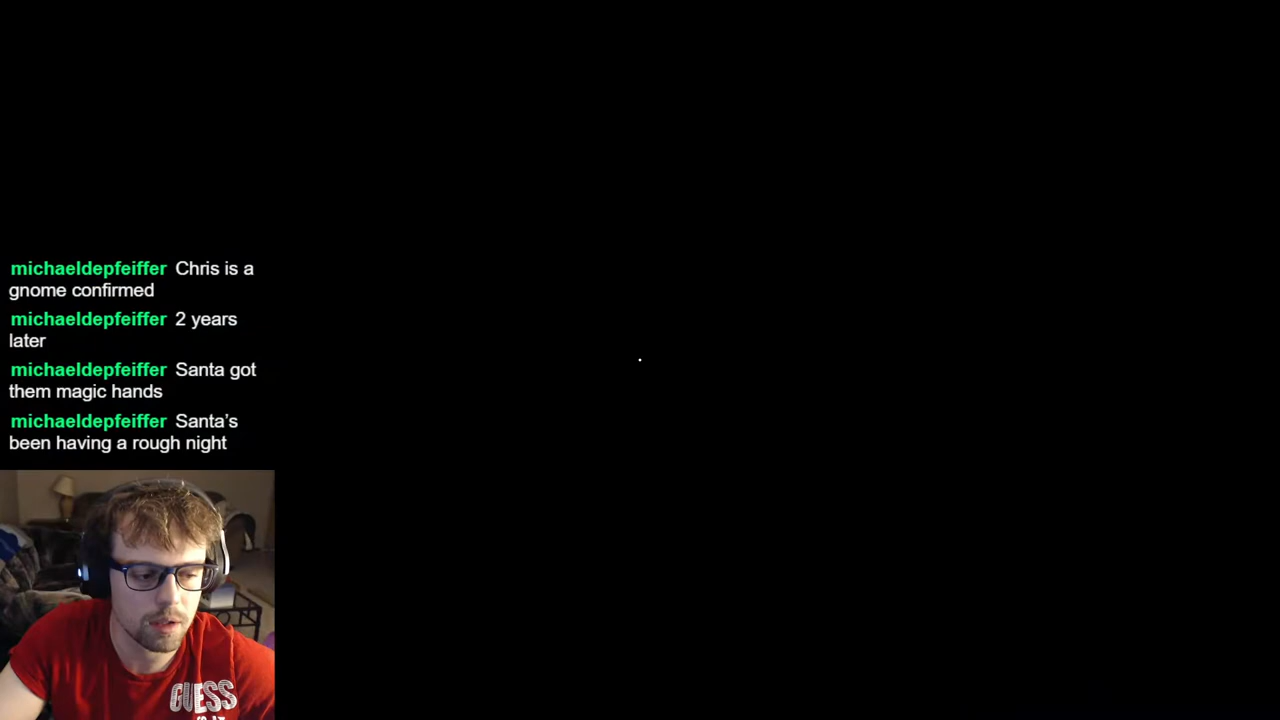 michaeldepfeiffer Chris is a
gnome confirmed
michaeldepfeiffer 2 years
later
michaeldepfeiffer Santa got
them magic hands
michaeldepfeiffer Santa’s
been having a rough night
GUESS